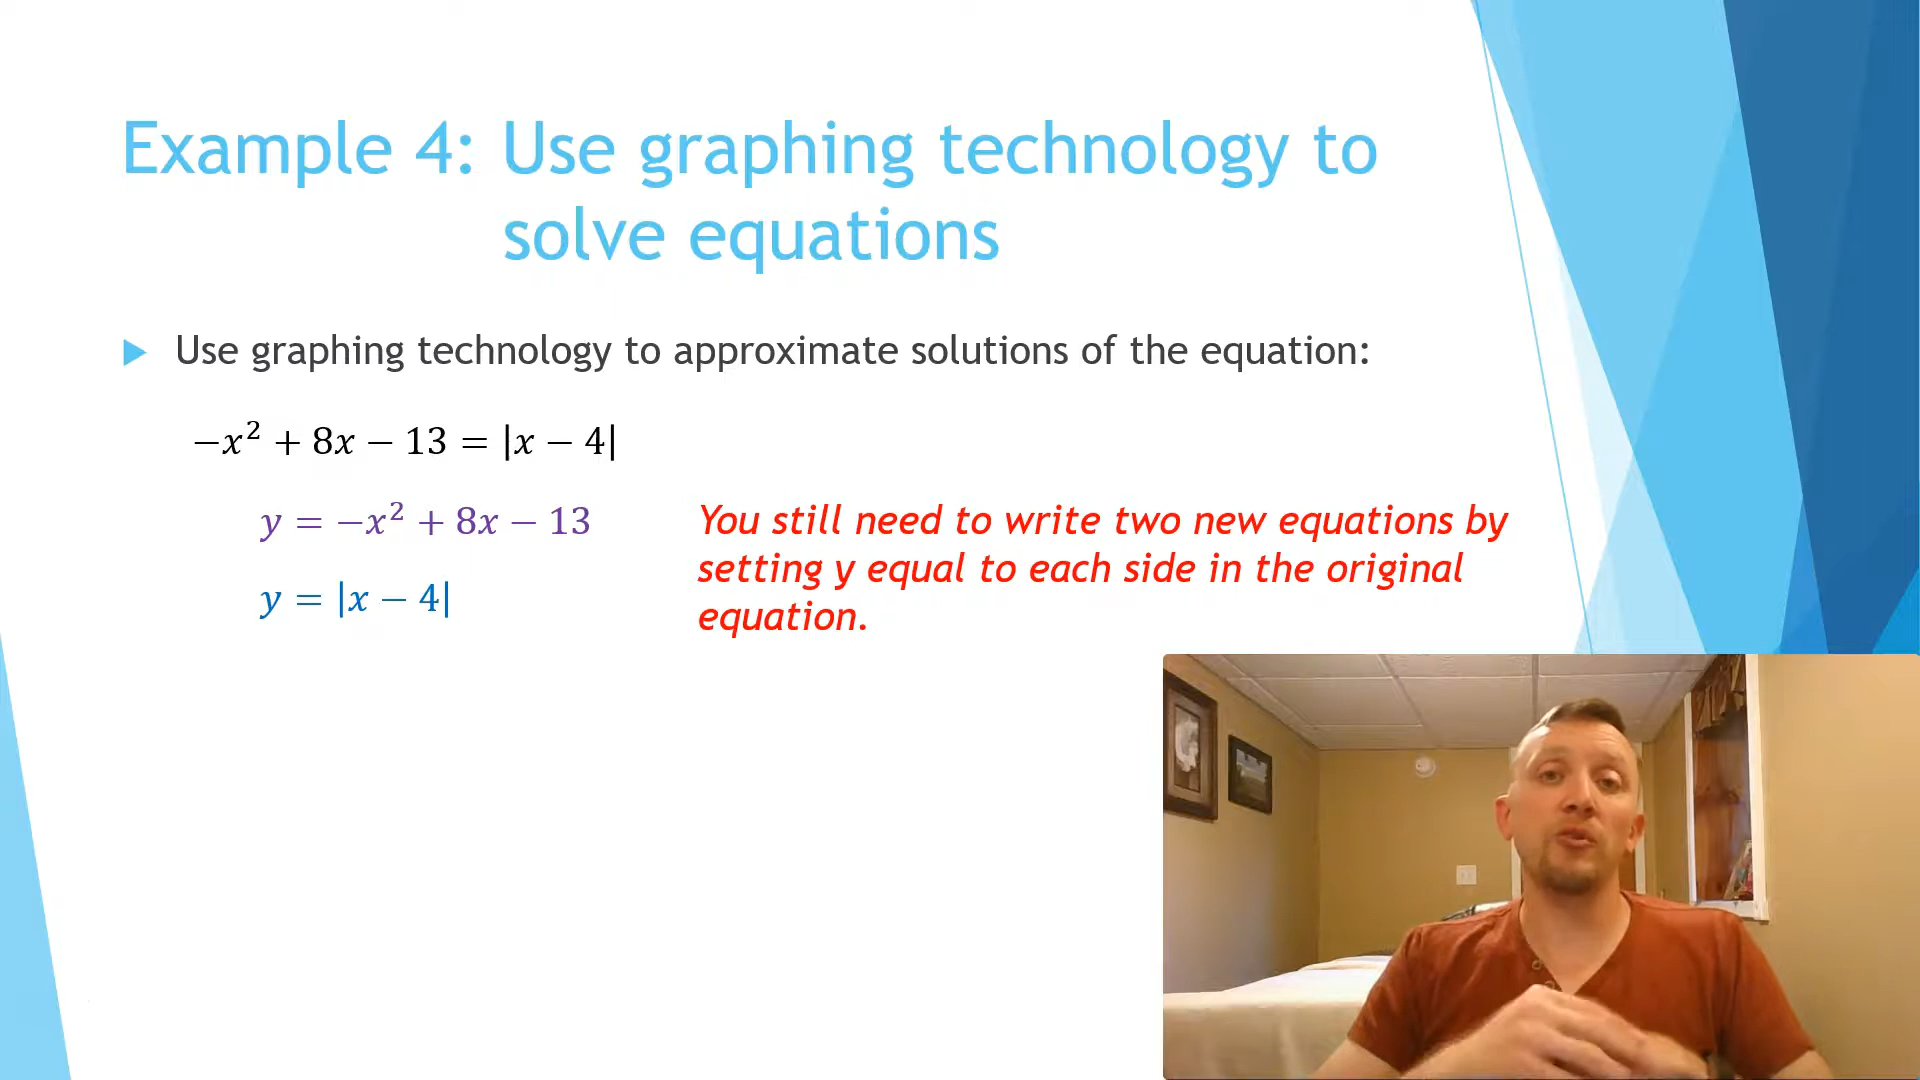 Example 4: Use graphing technology to
solve equations
Use graphing technology to approximate solutions of the equation:
−x² + 8x − 13 = |x − 4|
y = −x² + 8x − 13
You still need to write two new equations by
setting y equal to each side in the original
equation.
y = |x − 4|